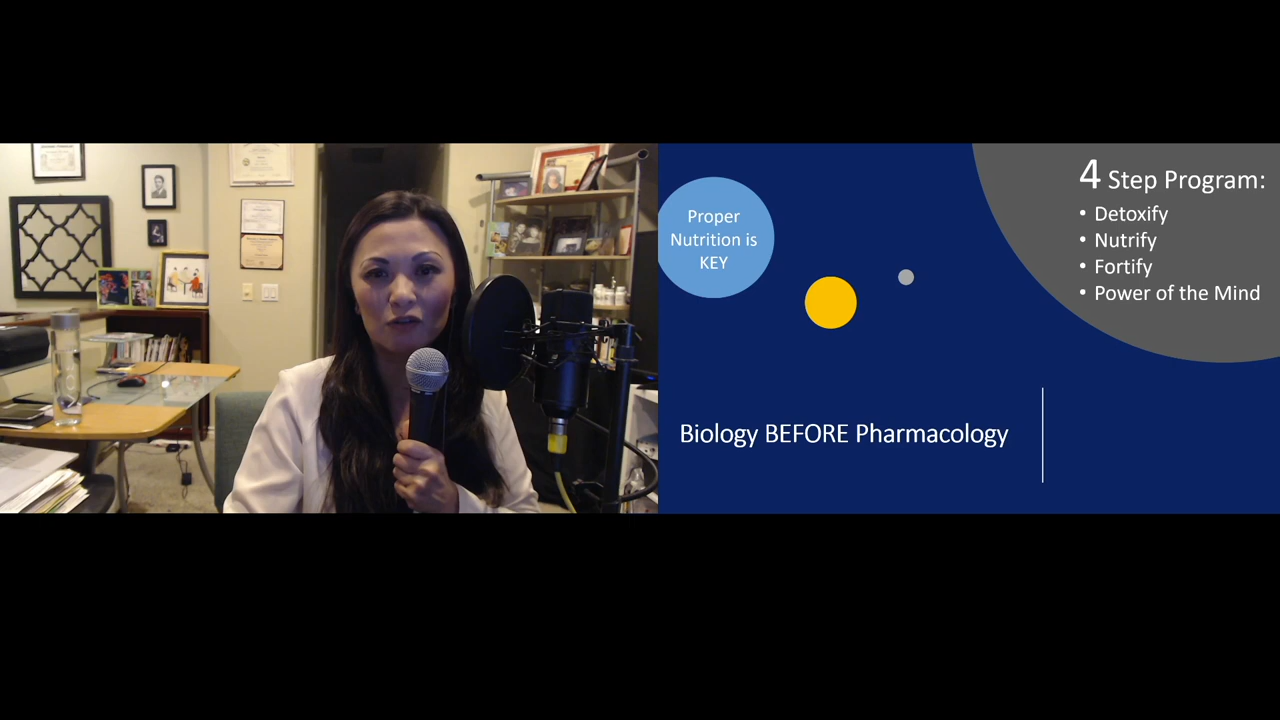 Proper
Nutrition is
KEY
4 Step Program:
• Detoxify
• Nutrify
• Fortify
• Power of the Mind
Biology BEFORE Pharmacology